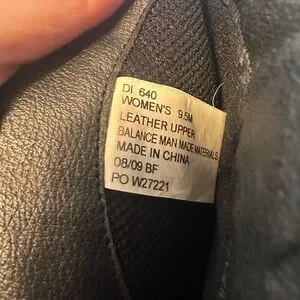 DI 640
WOMEN'S 9.5M
LEATHER UPPER
BALANCE MAN MADE MATERIALS
MADE IN CHINA
08/09 BF
PO W27221